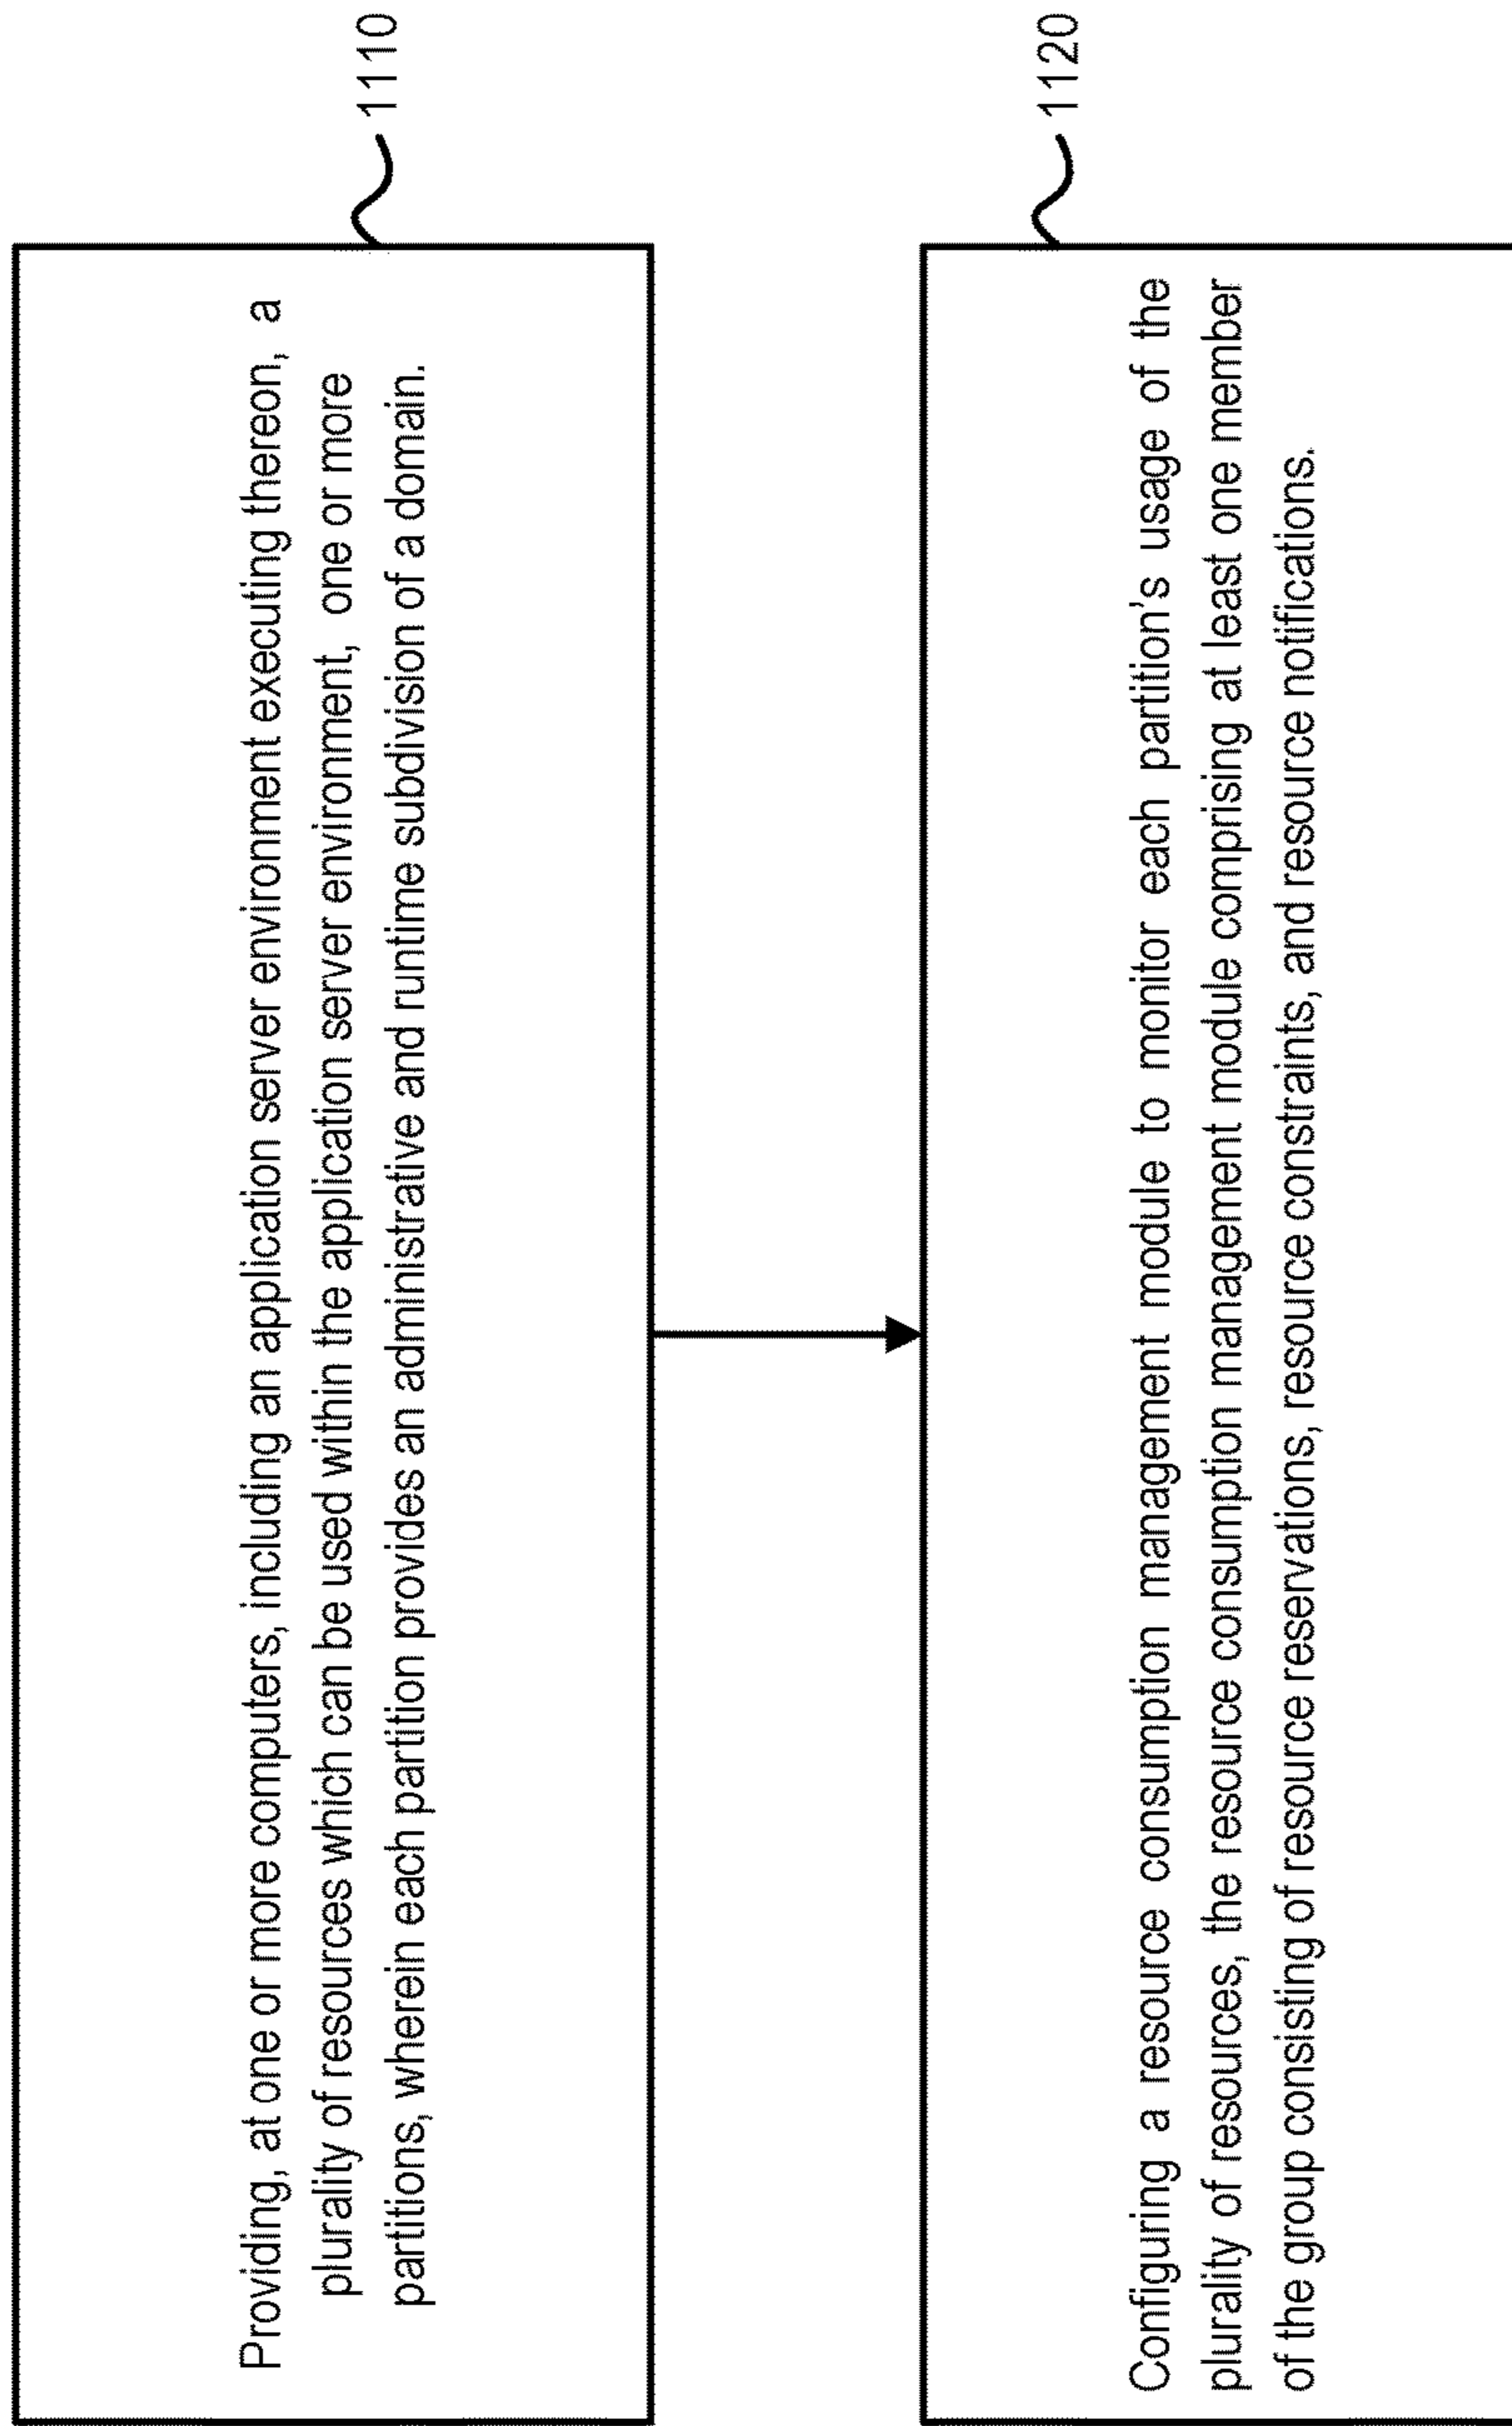 Providing, at one or more computers, including an application server environment executing thereon, a
plurality of resources which can be used within the application server environment, one or more
partitions, wherein each partition provides an administrative and runtime subdivision of a domain.
1110
Configuring a resource consumption management module to monitor each partition's usage of the
plurality of resources, the resource consumption management module comprising at least one member
of the group consisting of resource reservations, resource constraints, and resource notifications.
1120